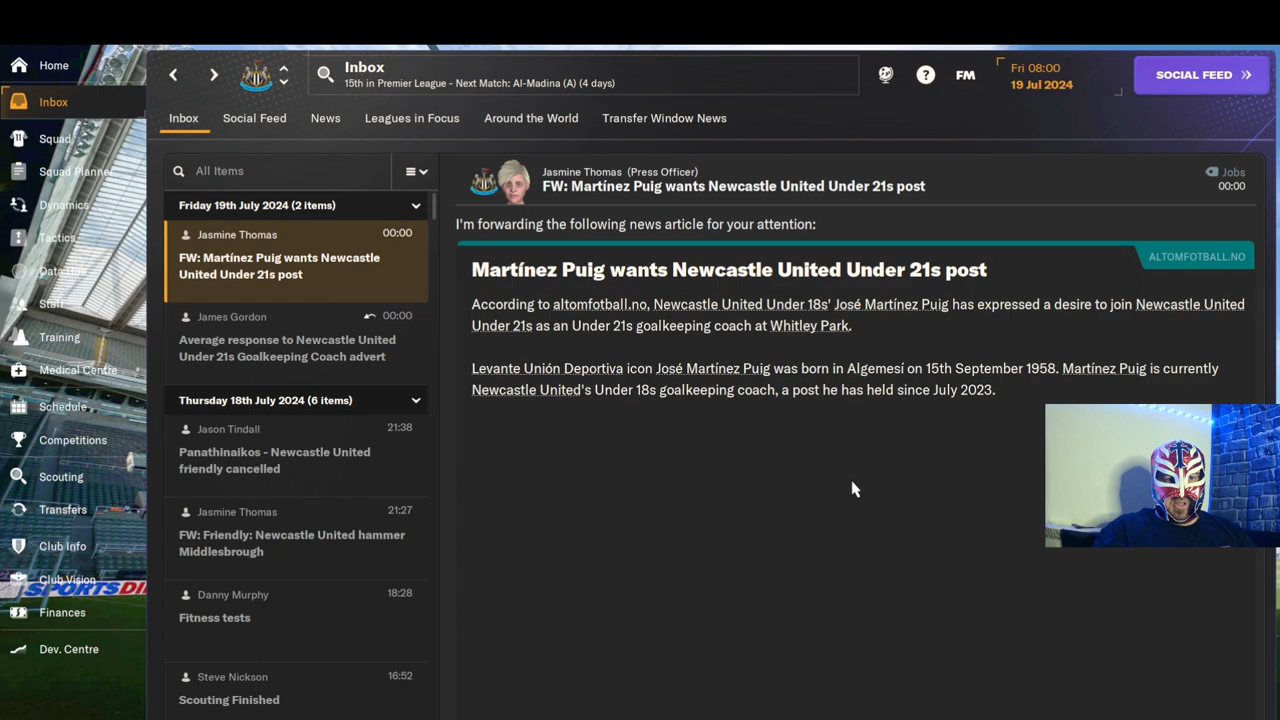 Home
Inbox
Squad
Squad Planner
Dynamics
Tactics
Data Hub
Staff
Training
Medical Centre
Schedule
Competitions
Scouting
Transfers
Club Info
Club Vision
Finances
Dev. Centre
SPORTS DI
Inbox
15th in Premier League - Next Match: Al-Madina (A) (4 days)
?
FM
Fri 08:00
19 Jul 2024
SOCIAL FEED
Inbox
Social Feed
News
Leagues in Focus
Around the World
Transfer Window News
All Items
Friday 19th July 2024 (2 items)
Jasmine Thomas 00:00
FW: Martínez Puig wants Newcastle
United Under 21s post
James Gordon 00:00
Average response to Newcastle United
Under 21s Goalkeeping Coach advert
Thursday 18th July 2024 (6 items)
Jason Tindall 21:38
Panathinaikos - Newcastle United
friendly cancelled
Jasmine Thomas 21:27
FW: Friendly: Newcastle United hammer
Middlesbrough
Danny Murphy 18:28
Fitness tests
Steve Nickson 16:52
Scouting Finished
Jasmine Thomas (Press Officer)
FW: Martínez Puig wants Newcastle United Under 21s post
Jobs
00:00
I'm forwarding the following news article for your attention:
ALTOMFOTBALL.NO
Martínez Puig wants Newcastle United Under 21s post
According to altomfotball.no, Newcastle United Under 18s' José Martínez Puig has expressed a desire to join Newcastle United
Under 21s as an Under 21s goalkeeping coach at Whitley Park.
Levante Unión Deportiva icon José Martínez Puig was born in Algemesí on 15th September 1958. Martínez Puig is currently
Newcastle United's Under 18s goalkeeping coach, a post he has held since July 2023.